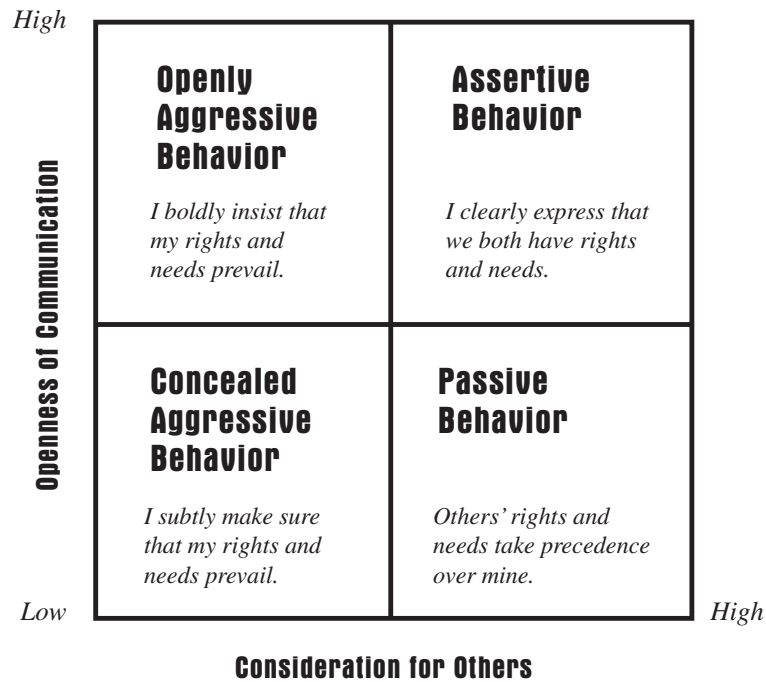 High
Openly
Aggressive
Behavior
I boldly insist that
my rights and
needs prevail.
Assertive
Behavior
I clearly express that
we both have rights
and needs.
Openness of Communication
Concealed
Aggressive
Behavior
I subtly make sure
that my rights and
needs prevail.
Passive
Behavior
Others’ rights and
needs take precedence
over mine.
Low
High
Consideration for Others